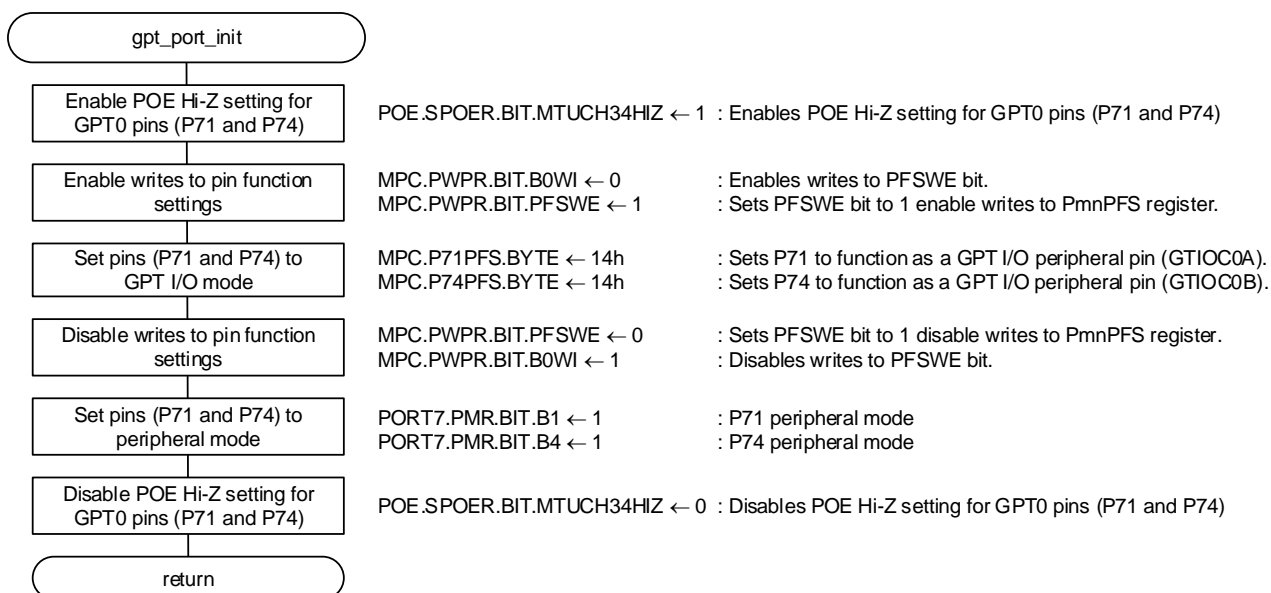 gpt_port_init
Enable POE Hi-Z setting for
GPT0 pins (P71 and P74)
POE.SPOER.BIT.MTUCH34HIZ ← 1 : Enables POE Hi-Z setting for GPT0 pins (P71 and P74)
Enable writes to pin function
settings
MPC.PWPR.BIT.B0WI ← 0 : Enables writes to PFSWE bit.
MPC.PWPR.BIT.PFSWE ← 1 : Sets PFSWE bit to 1 enable writes to PmnPFS register.
Set pins (P71 and P74) to
GPT I/O mode
MPC.P71PFS.BYTE ← 14h : Sets P71 to function as a GPT I/O peripheral pin (GTIOC0A).
MPC.P74PFS.BYTE ← 14h : Sets P74 to function as a GPT I/O peripheral pin (GTIOC0B).
Disable writes to pin function
settings
MPC.PWPR.BIT.PFSWE ← 0 : Sets PFSWE bit to 1 disable writes to PmnPFS register.
MPC.PWPR.BIT.B0WI ← 1 : Disables writes to PFSWE bit.
Set pins (P71 and P74) to
peripheral mode
PORT7.PMR.BIT.B1 ← 1 : P71 peripheral mode
PORT7.PMR.BIT.B4 ← 1 : P74 peripheral mode
Disable POE Hi-Z setting for
GPT0 pins (P71 and P74)
POE.SPOER.BIT.MTUCH34HIZ ← 0 : Disables POE Hi-Z setting for GPT0 pins (P71 and P74)
return